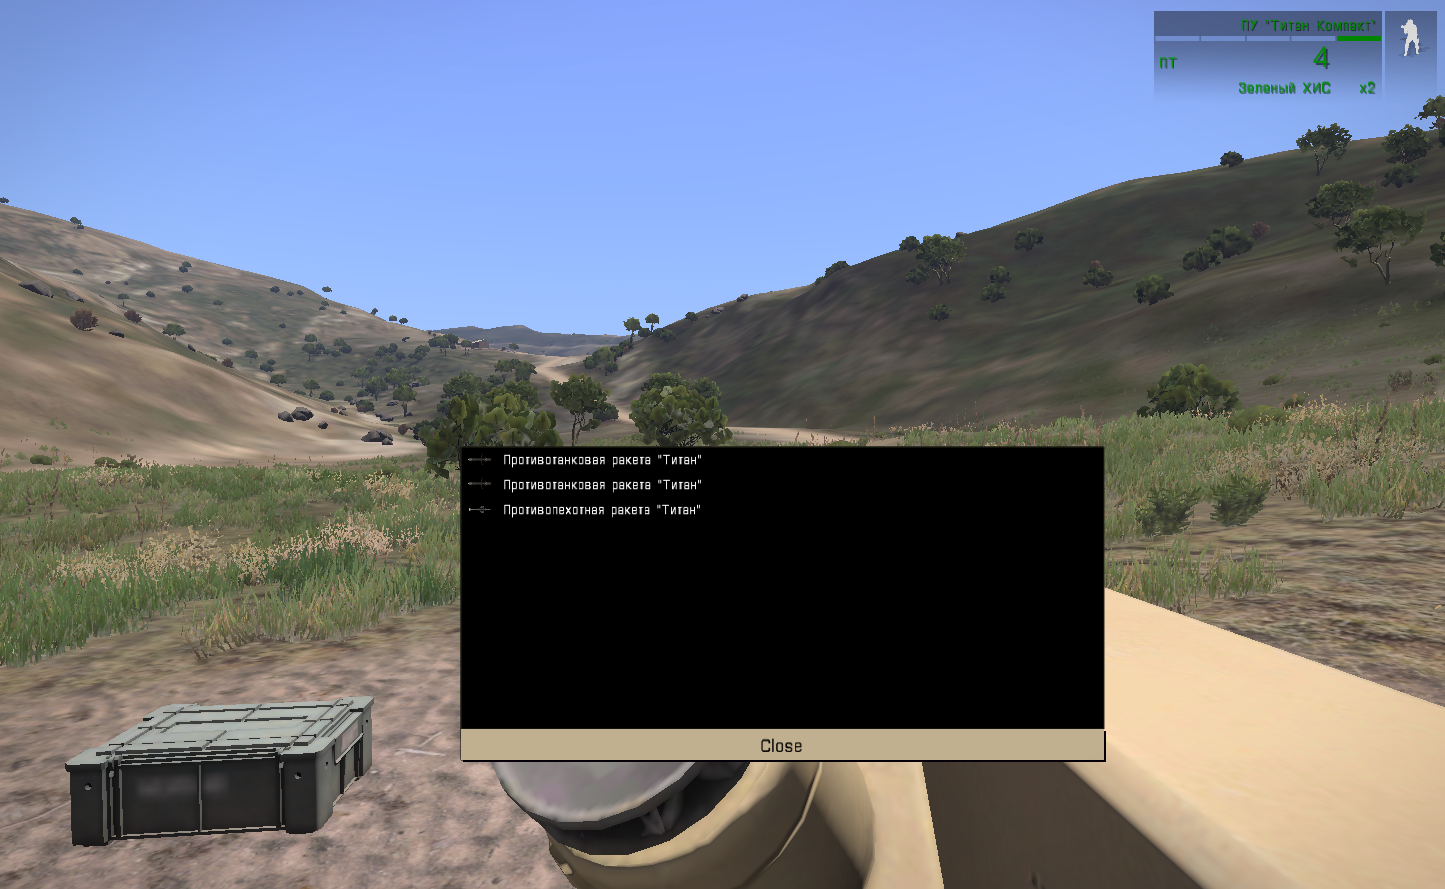 ПУ "Титан Компакт"
ПТ 4
Зеленый ХИС x2
Противотанковая ракета "Титан"
Противотанковая ракета "Титан"
Противопехотная ракета "Титан"
Close